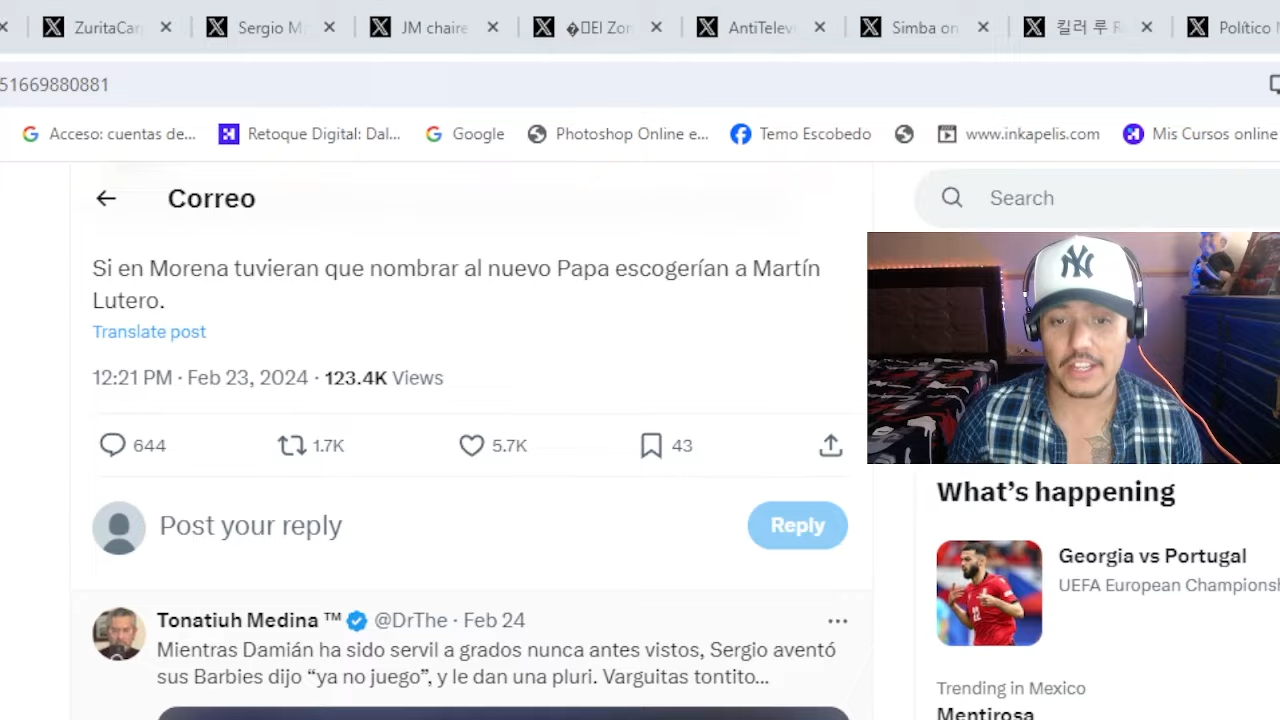 ZuritaCar
Sergio M
JM chaire
El Zon
AntiTelevi
Simba on
킬러 루 R
Político
51669880881
Acceso: cuentas de...
Retoque Digital: Dal...
Google
Photoshop Online e...
Temo Escobedo
www.inkapelis.com
Mis Cursos online
Correo
Search
Si en Morena tuvieran que nombrar al nuevo Papa escogerían a Martín
Lutero.
Translate post
12:21 PM · Feb 23, 2024 · 123.4K Views
644 1.7K 5.7K 43
Post your reply
Reply
NY
What's happening
Georgia vs Portugal
UEFA European Champions
Tonatiuh Medina ™ @DrThe · Feb 24
Mientras Damián ha sido servil a grados nunca antes vistos, Sergio aventó
sus Barbies dijo “ya no juego”, y le dan una pluri. Varguitas tontito...
Trending in Mexico
Mentirosa